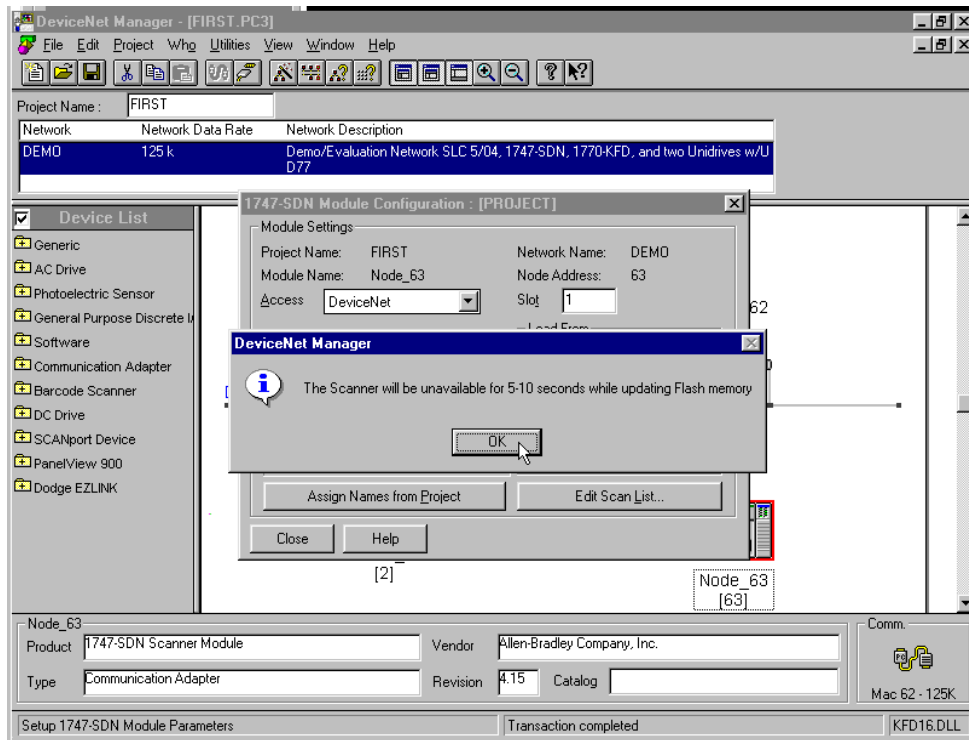 DeviceNet Manager - [FIRST.PC3]
File Edit Project Who Utilities View Window Help
Project Name : FIRST
Network Network Data Rate Network Description
DEMO 125 k Demo/Evaluation Network SLC 5/04, 1747-SDN, 1770-KFD, and two Unidrives w/U
D77
Device List
Generic
AC Drive
Photoelectric Sensor
General Purpose Discrete I/
Software
Communication Adapter
Barcode Scanner
DC Drive
SCANport Device
PanelView 900
Dodge EZLINK
1747-SDN Module Configuration : [PROJECT]
Module Settings
Project Name: FIRST Network Name: DEMO
Module Name: Node_63 Node Address: 63
Access DeviceNet Slot 1
62
Load From
DeviceNet Manager
The Scanner will be unavailable for 5-10 seconds while updating Flash memory
OK
Assign Names from Project Edit Scan List...
Close Help
[2]
Node_63
[63]
Node_63
Product 1747-SDN Scanner Module Vendor Allen-Bradley Company, Inc.
Type Communication Adapter Revision 4.15 Catalog
Comm.
Mac 62 - 125K
Setup 1747-SDN Module Parameters Transaction completed KFD16.DLL